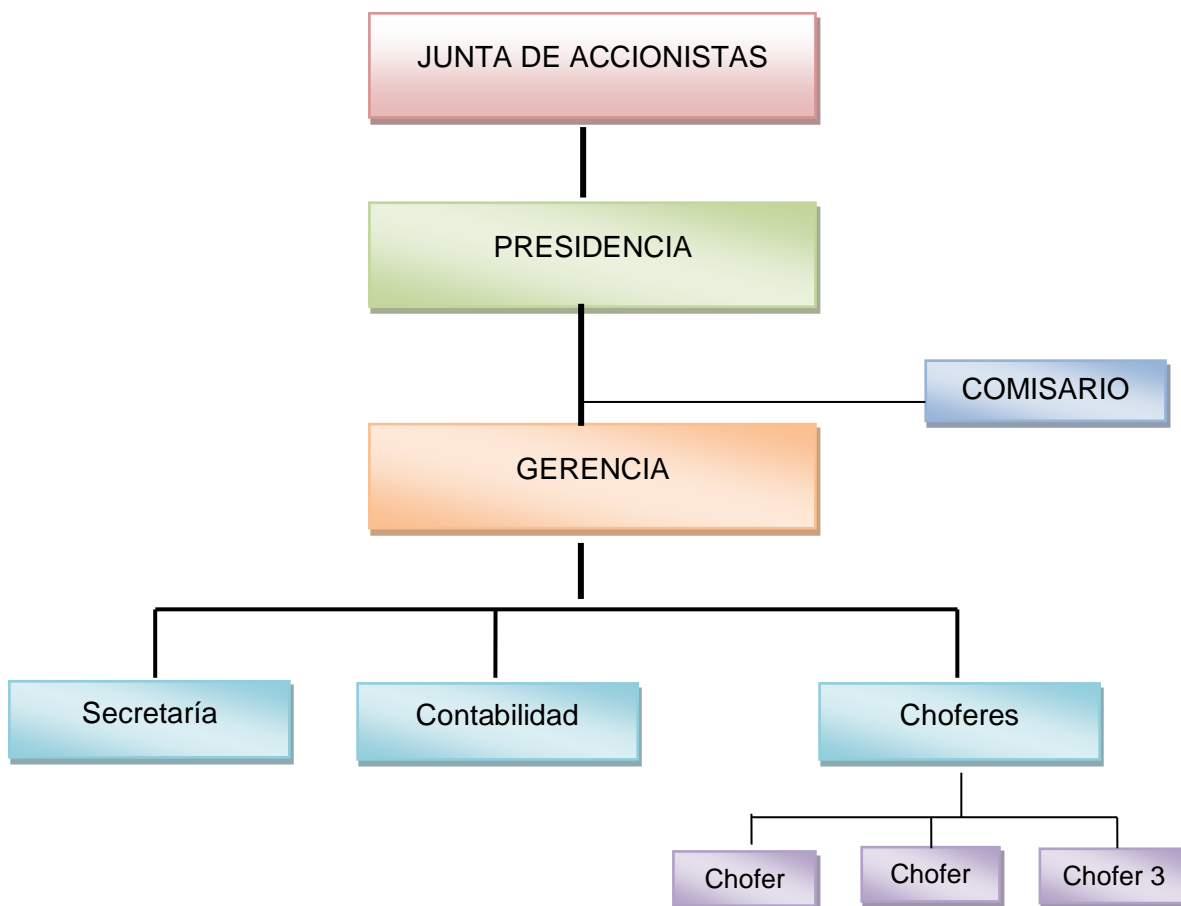 JUNTA DE ACCIONISTAS
PRESIDENCIA
COMISARIO
GERENCIA
Secretaría
Contabilidad
Choferes
Chofer
Chofer
Chofer 3